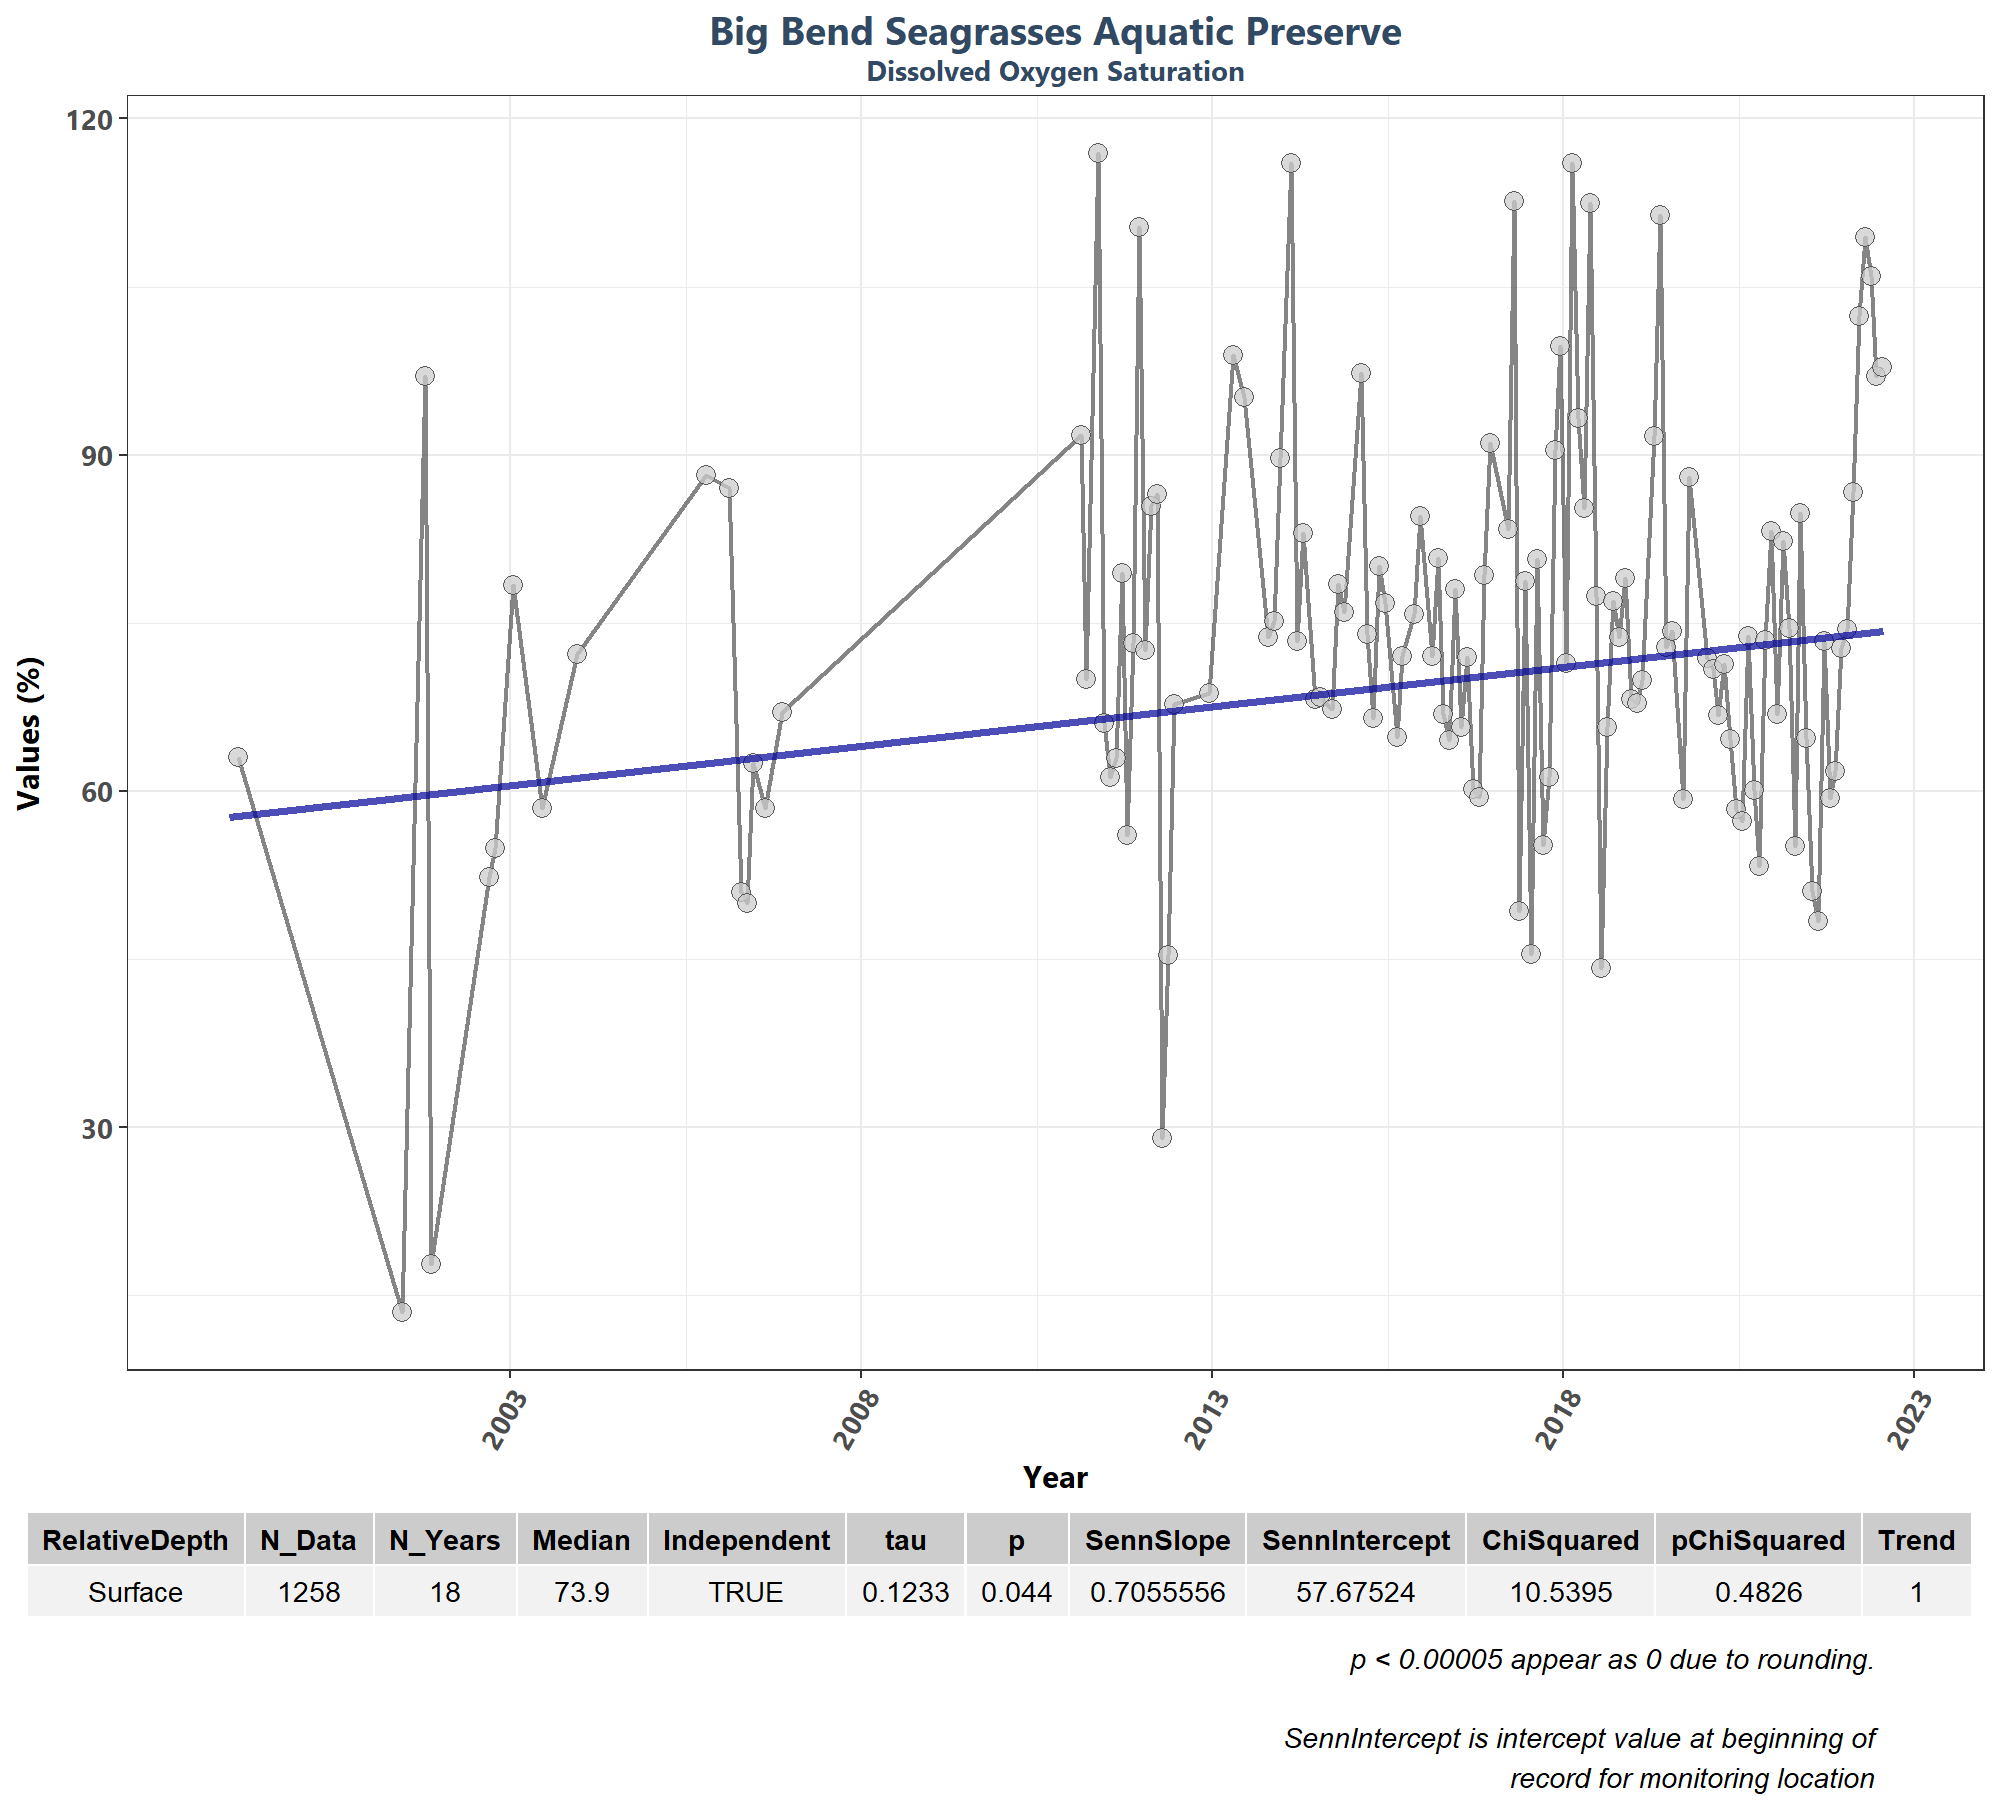 Big Bend Seagrasses Aquatic Preserve
Dissolved Oxygen Saturation
120
90
60
30
Values (%)
2003
2008
2013
2018
2023
Year
RelativeDepth N_Data N_Years Median Independent tau p SennSlope SennIntercept ChiSquared pChiSquared Trend
Surface 1258 18 73.9 TRUE 0.1233 0.044 0.7055556 57.67524 10.5395 0.4826 1
p < 0.00005 appear as 0 due to rounding.
SennIntercept is intercept value at beginning of
record for monitoring location